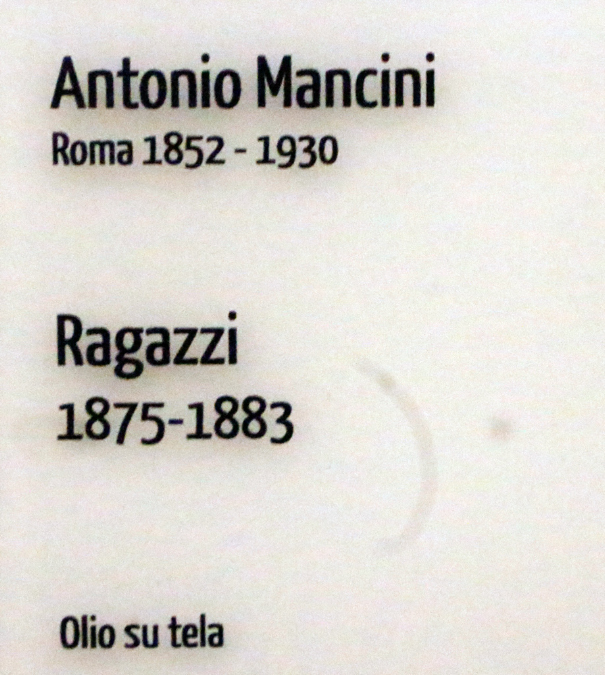 Antonio Mancini
Roma 1852 - 1930
Ragazzi
1875-1883
Olio su tela